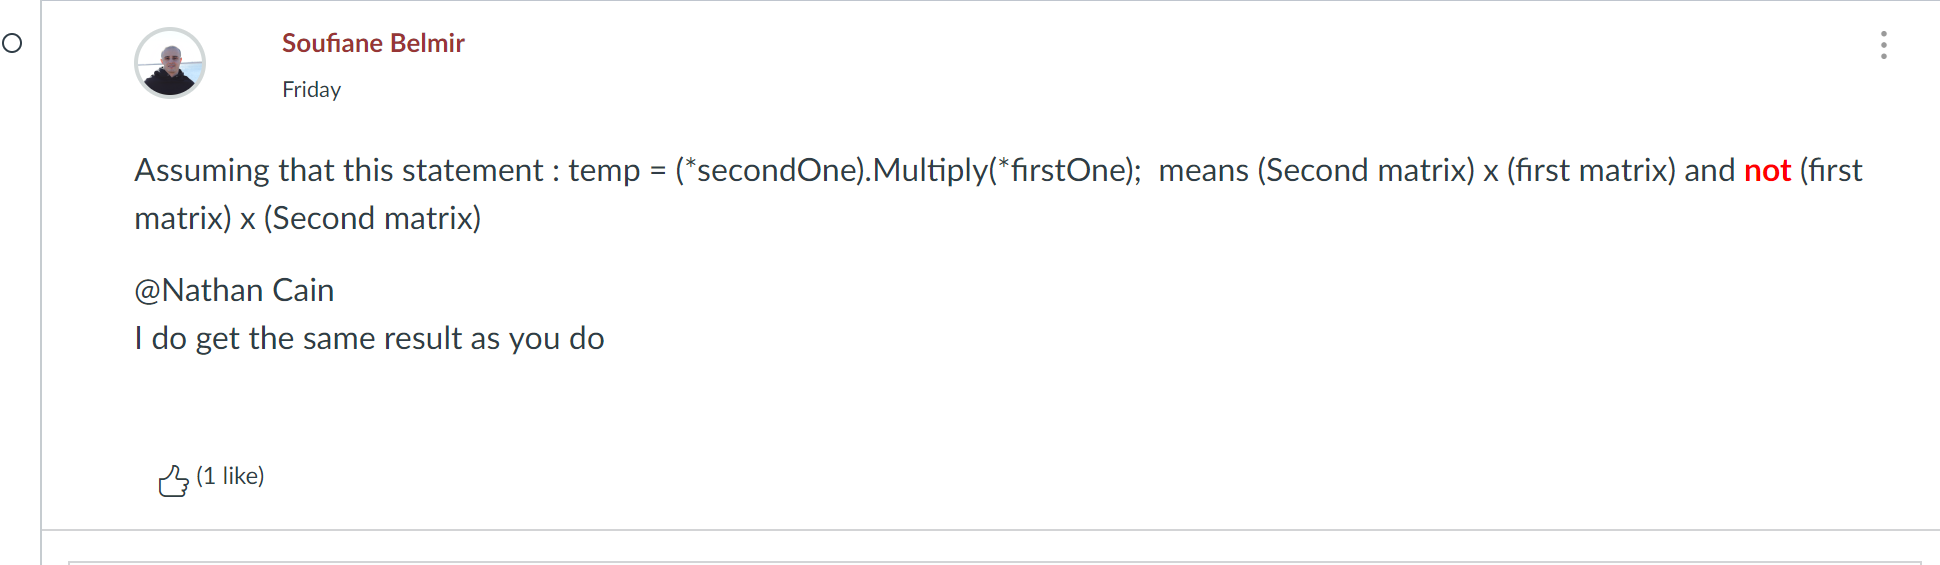 Soufiane Belmir
Friday
Assuming that this statement : temp = (*secondOne).Multiply(*firstOne);  means (Second matrix) x (first matrix) and not (first
matrix) x (Second matrix)
@Nathan Cain
I do get the same result as you do
(1 like)